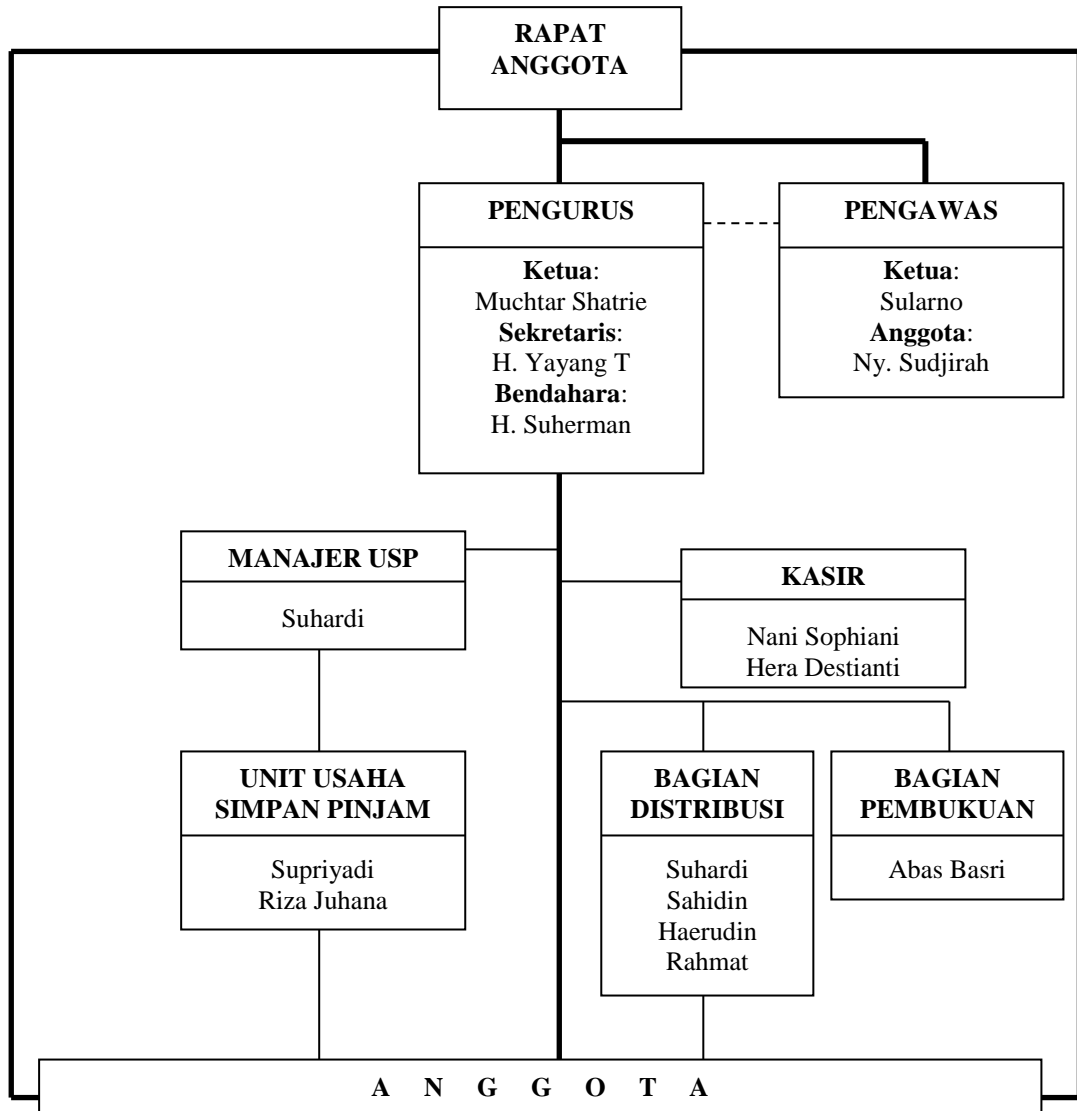 RAPAT
ANGGOTA
PENGURUS
Ketua:
Muchtar Shatrie
Sekretaris:
H. Yayang T
Bendahara:
H. Suherman
PENGAWAS
Ketua:
Sularno
Anggota:
Ny. Sudjirah
MANAJER USP
Suhardi
KASIR
Nani Sophiani
Hera Destianti
UNIT USAHA
SIMPAN PINJAM
Supriyadi
Riza Juhana
BAGIAN
DISTRIBUSI
Suhardi
Sahidin
Haerudin
Rahmat
BAGIAN
PEMBUKUAN
Abas Basri
A N G G O T A